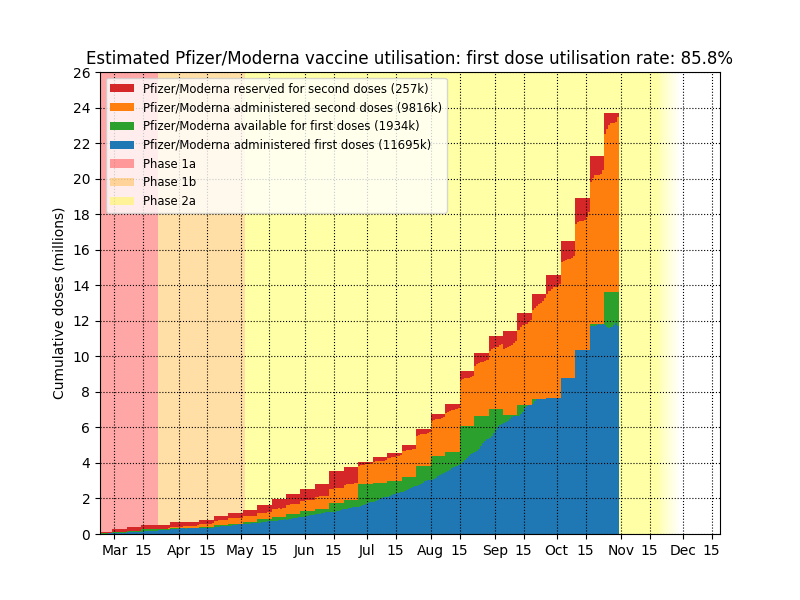 Estimated Pfizer/Moderna vaccine utilisation: first dose utilisation rate: 85.8%
Cumulative doses (millions)
26
24
22
20
18
16
14
12
10
8
6
4
2
0
Pfizer/Moderna reserved for second doses (257k)
Pfizer/Moderna administered second doses (9816k)
Pfizer/Moderna available for first doses (1934k)
Pfizer/Moderna administered first doses (11695k)
Phase 1a
Phase 1b
Phase 2a
Mar 15 Apr 15 May 15 Jun 15 Jul 15 Aug 15 Sep 15 Oct 15 Nov 15 Dec 15